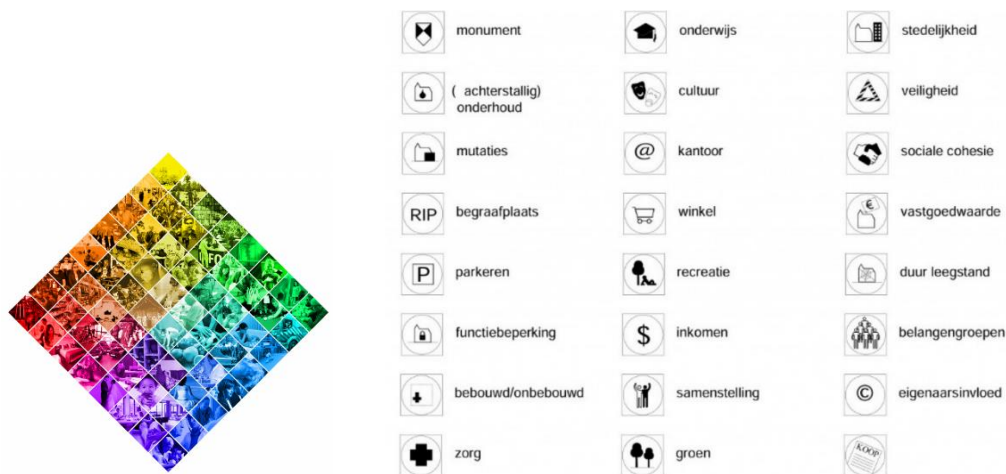 monument
( achterstallig)
onderhoud
mutaties
RIP begraafplaats
P parkeren
functiebeperking
bebouwd/onbebouwd
zorg
onderwijs
cultuur
@ kantoor
winkel
recreatie
$ inkomen
samenstelling
groen
stedelijkheid
veiligheid
sociale cohesie
€ vastgoedwaarde
duur leegstand
belangengroepen
© eigenaarsinvloed
KOOP